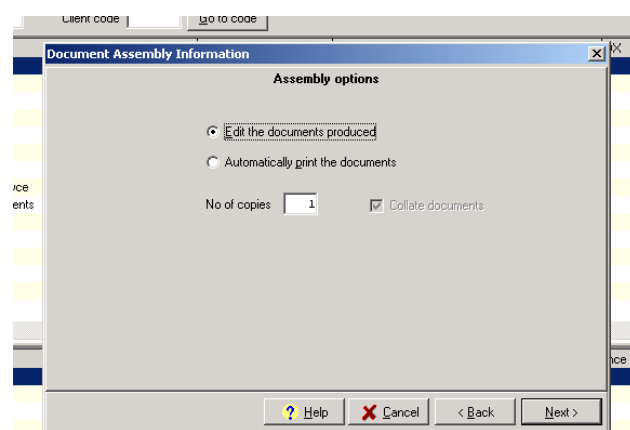 Client code Go to code
Document Assembly Information
Assembly options
Edit the documents produced
Automatically print the documents
No of copies 1 Collate documents
ents
Help Cancel < Back Next >